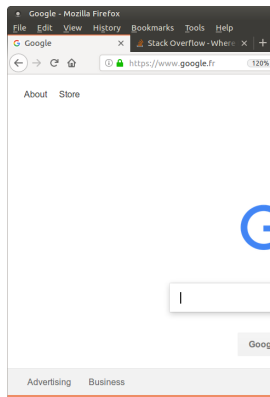 Google - Mozilla Firefox
File Edit View History Bookmarks Tools Help
G Google × Stack Overflow - Where × +
https://www.google.fr 120%
About Store
G
Goog
Advertising Business